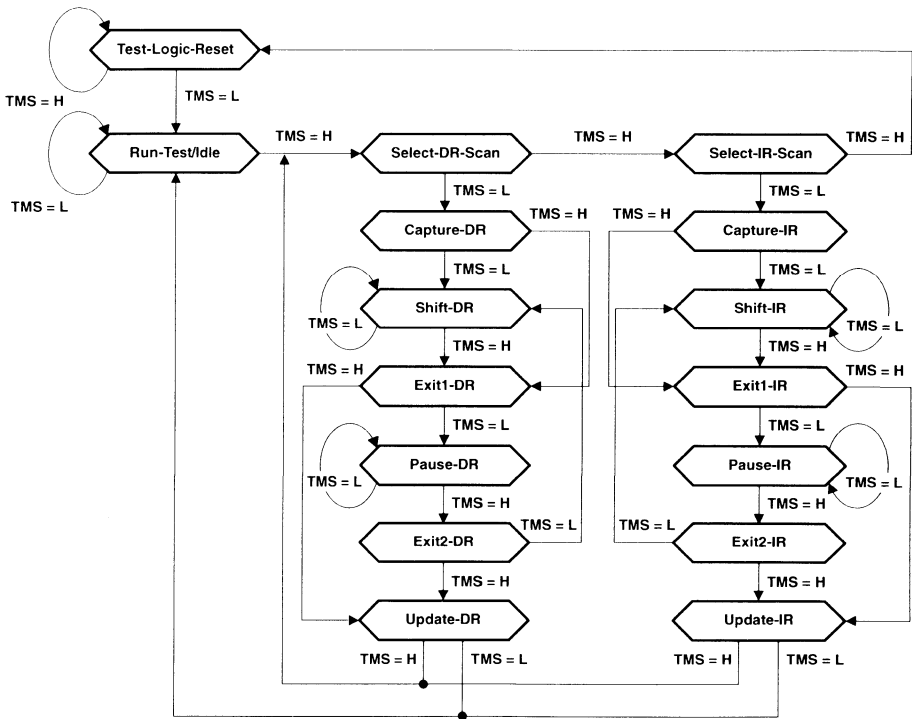 Test-Logic-Reset
TMS = H
TMS = L
Run-Test/Idle
TMS = H
Select-DR-Scan
TMS = H
Select-IR-Scan
TMS = H
TMS = L
TMS = L
TMS = L
TMS = H
TMS = H
Capture-DR
Capture-IR
TMS = L
TMS = L
Shift-DR
Shift-IR
TMS = L
TMS = L
TMS = H
TMS = H
TMS = H
Exit1-DR
Exit1-IR
TMS = H
TMS = L
TMS = L
Pause-DR
Pause-IR
TMS = L
TMS = L
TMS = H
TMS = H
Exit2-DR
TMS = L
TMS = L
Exit2-IR
TMS = H
TMS = H
Update-DR
Update-IR
TMS = H
TMS = L
TMS = H
TMS = L